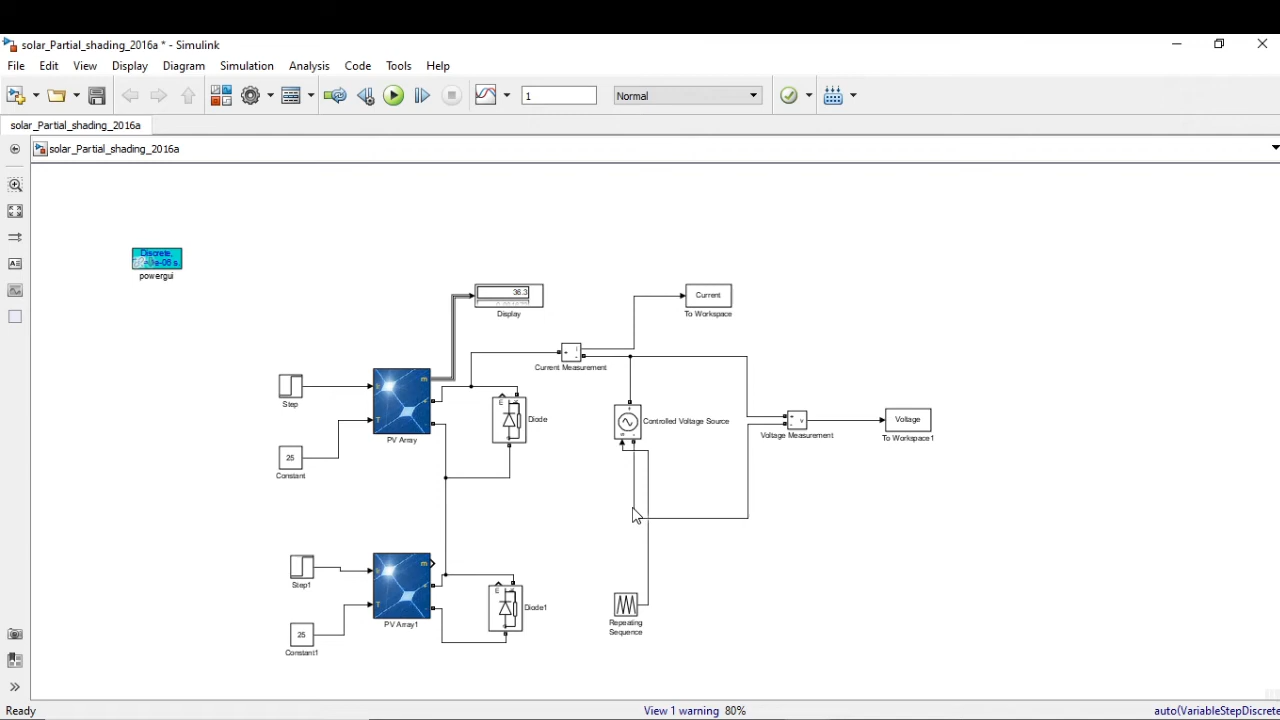 solar_Partial_shading_2016a * - Simulink
File Edit View Display Diagram Simulation Analysis Code Tools Help
1
Normal
solar_Partial_shading_2016a
solar_Partial_shading_2016a
Discrete,
e-06 s.
powergui
36.3
Display
Current
To Workspace
Current Measurement
Step
PV Array
Diode
Controlled Voltage Source
Voltage Measurement
Voltage
To Workspace1
25
Constant
Step1
PV Array1
Diode1
Repeating
Sequence
25
Constant1
Ready
View 1 warning
80%
auto(VariableStepDiscrete